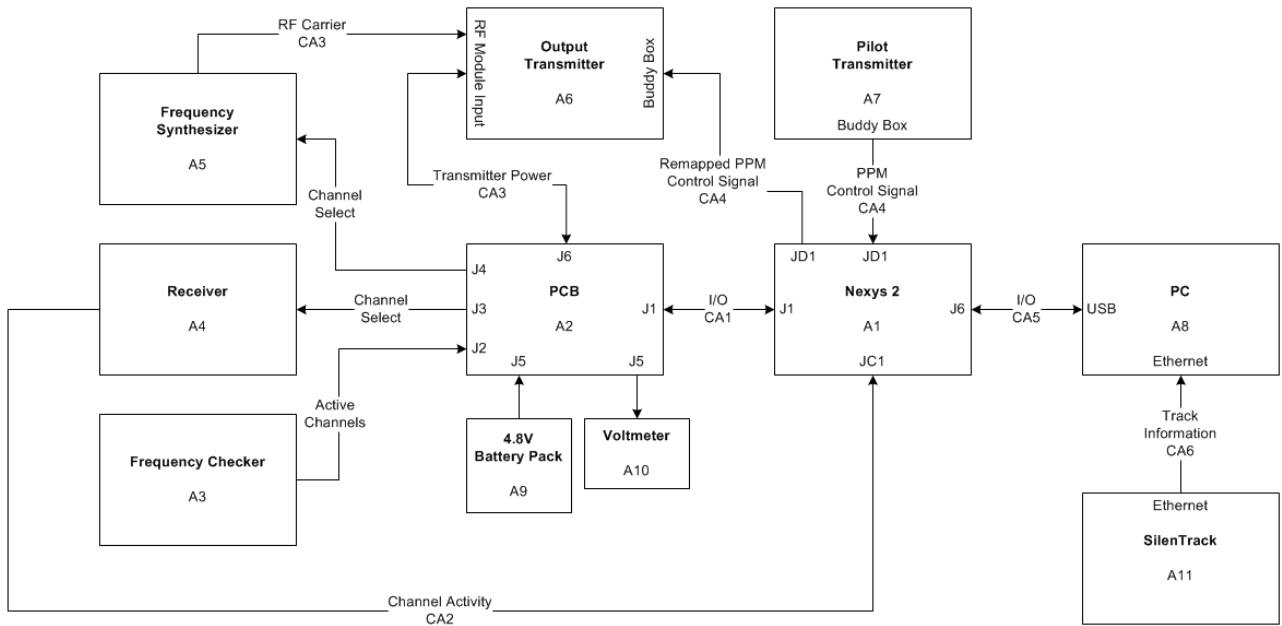 RF Carrier
CA3
RF Module Input
Output
Transmitter
A6
Buddy Box
Pilot
Transmitter
A7
Buddy Box
Frequency
Synthesizer
A5
Channel
Select
Transmitter Power
CA3
Remapped PPM
Control Signal
CA4
PPM
Control Signal
CA4
Receiver
A4
Channel
Select
J6
J4
J3
J2
PCB
A2
J1
J5
J5
I/O
CA1
JD1
JD1
J1
Nexys 2
A1
J6
JC1
I/O
CA5
USB
PC
A8
Ethernet
Active
Channels
Frequency Checker
A3
4.8V
Battery Pack
A9
Voltmeter
A10
Track
Information
CA6
Ethernet
SilenTrack
A11
Channel Activity
CA2